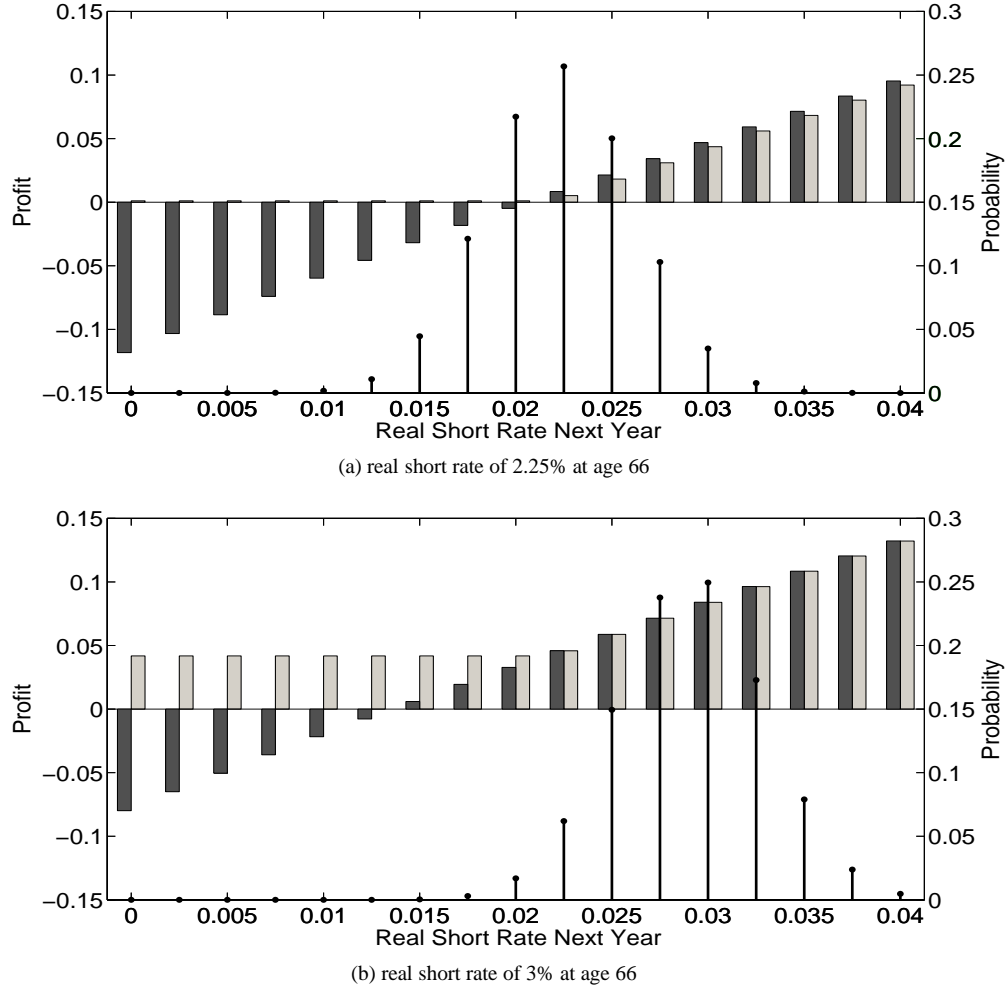 0.15 0.3
0.1 0.25
0.05 0.2
0 0.15
−0.05 0.1
−0.1 0.05
−0.15 0
Profit
Probability
0 0.005 0.01 0.015 0.02 0.025 0.03 0.035 0.04
Real Short Rate Next Year
(a) real short rate of 2.25% at age 66
0.15 0.3
0.1 0.25
0.05 0.2
0 0.15
−0.05 0.1
−0.1 0.05
−0.15 0
Profit
Probability
0 0.005 0.01 0.015 0.02 0.025 0.03 0.035 0.04
Real Short Rate Next Year
(b) real short rate of 3% at age 66